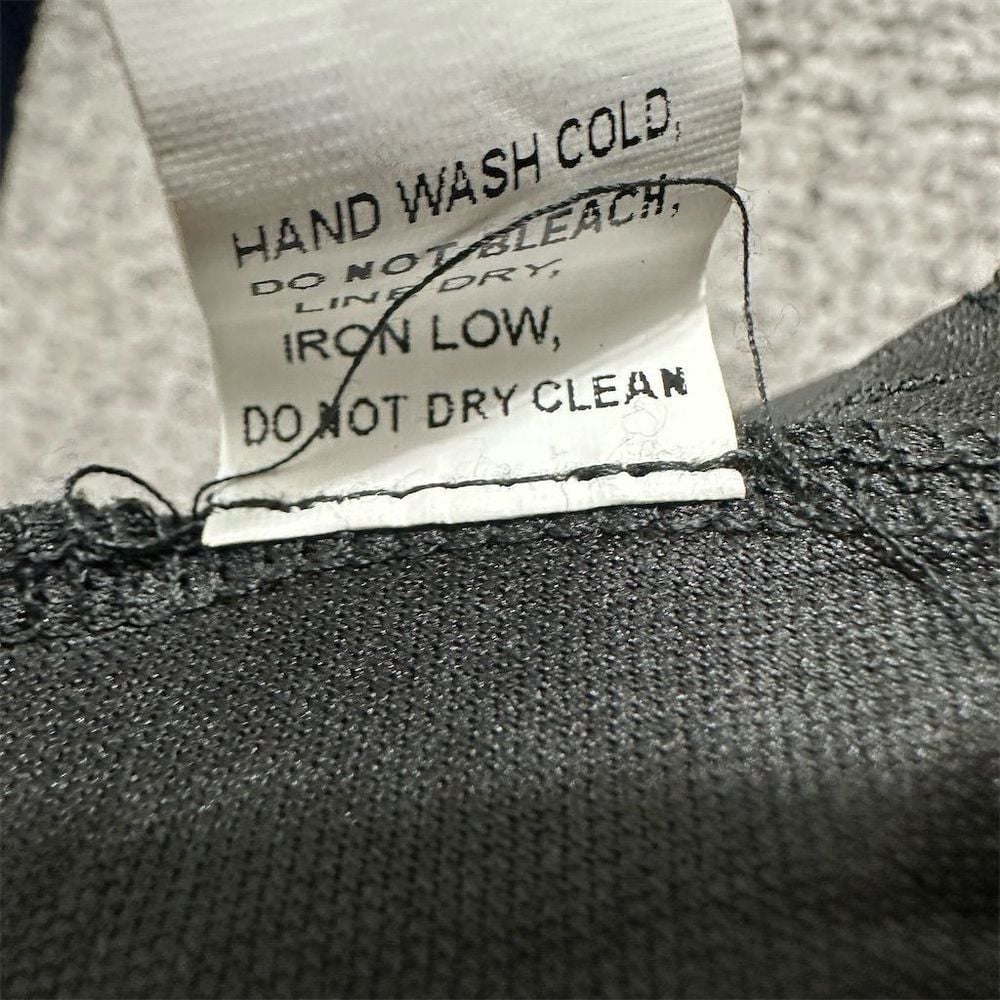 HAND WASH COLD,
DO NOT BLEACH,
LINE DRY,
IRON LOW,
DO NOT DRY CLEAN